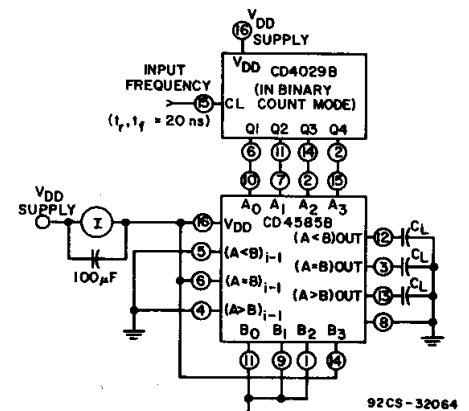 16
VDD
SUPPLY
VDD
CD4029B
(IN BINARY
COUNT MODE)
INPUT
FREQUENCY
15
CL
(tr, tf = 20 ns)
Q1 Q2 Q3 Q4
6 11 14 2
10 7 2 15
A0 A1 A2 A3
CD4585B
VDD
SUPPLY
I
100μF
16 VDD
5 (A<B)i-1
6 (A=B)i-1
4 (A>B)i-1
(A<B)OUT 12 CL
(A=B)OUT 3 CL
(A>B)OUT 13 CL
8
B0 B1 B2 B3
11 9 1 14
92CS-32064